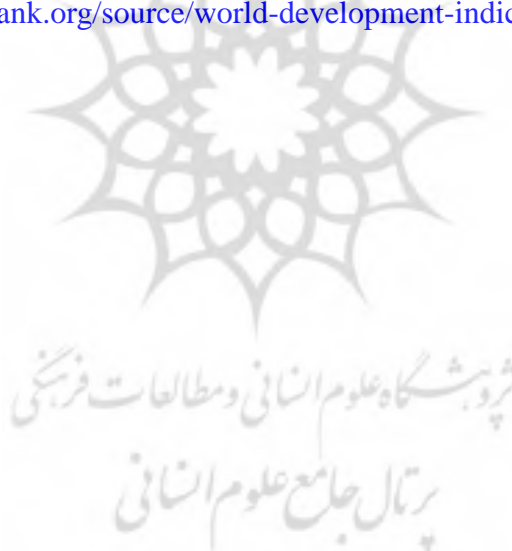 ank.org/source/world-development-indic
پژوهشگاه علوم انسانی و مطالعات فرهنگی
پرتال جامع علوم انسانی